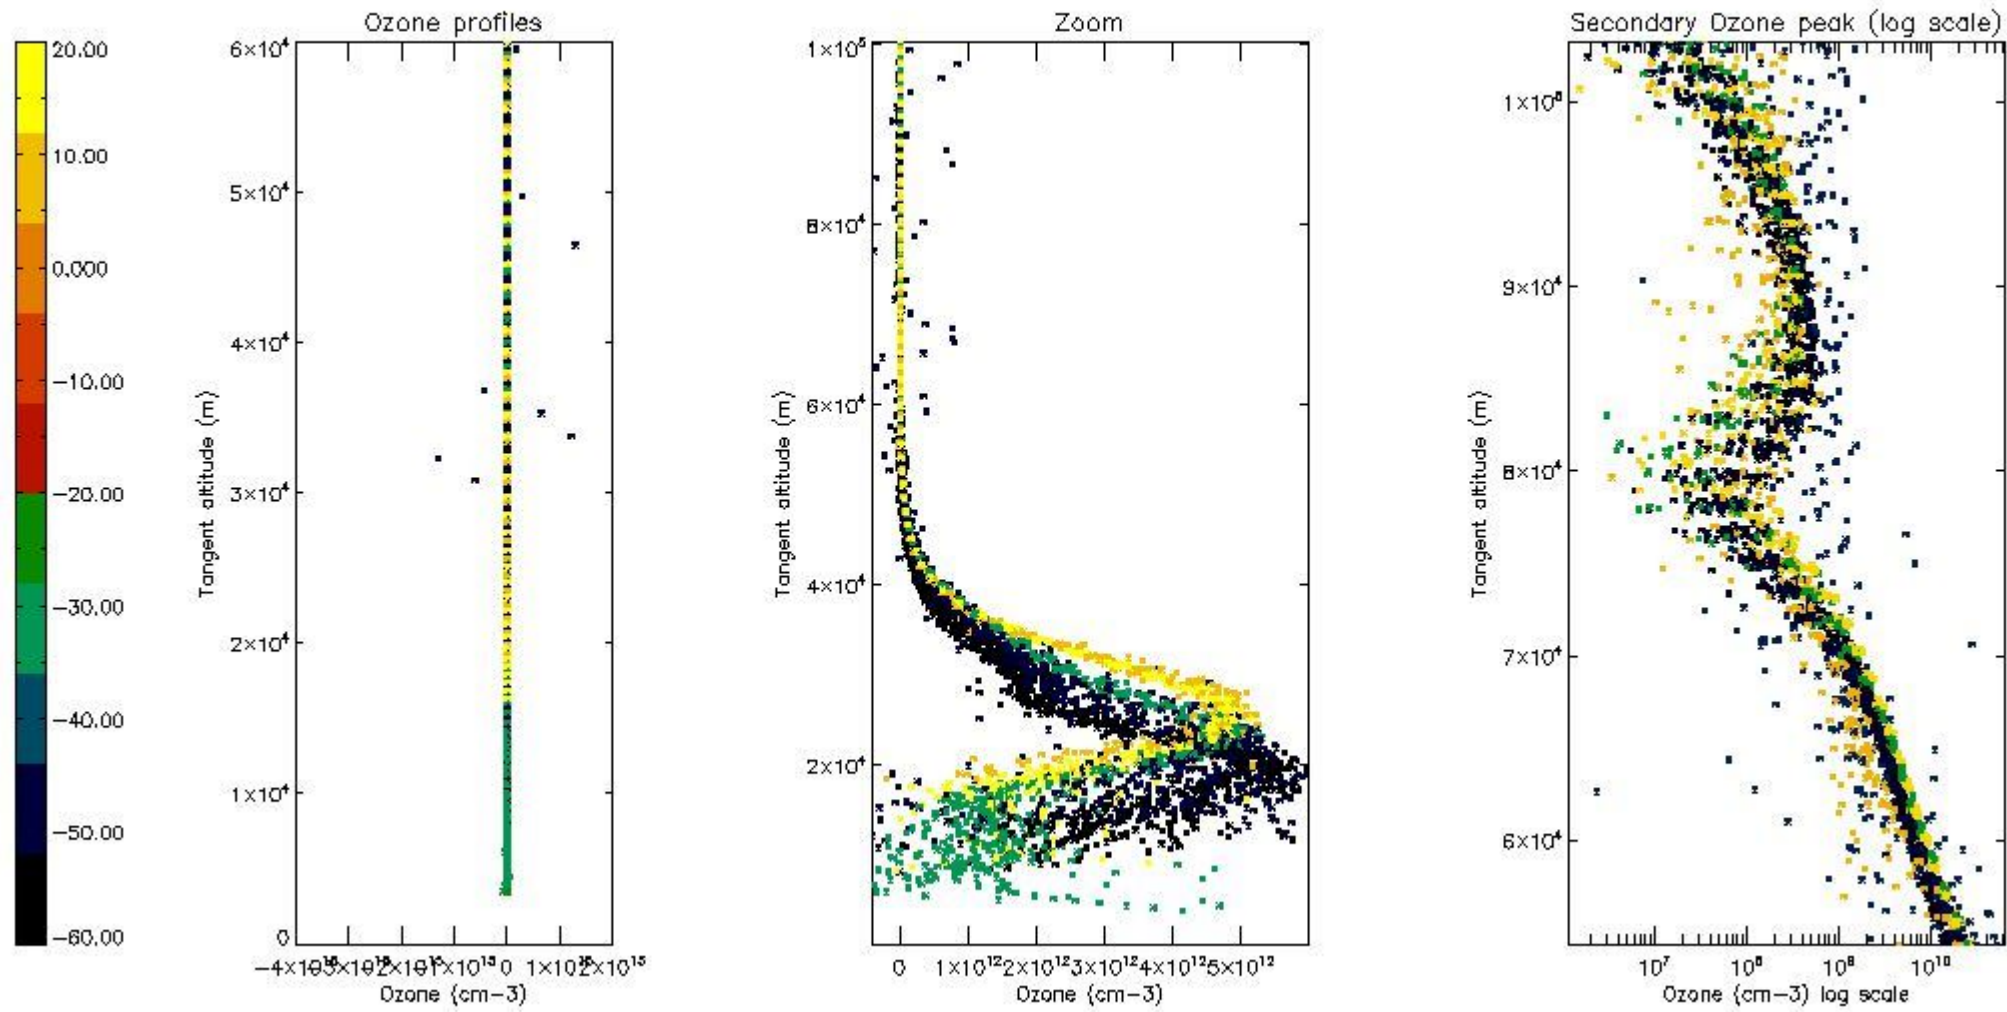 Ozone profiles
Zoom
Secondary Ozone peak (log scale)
20.00
10.00
0.000
−10.00
−20.00
−30.00
−40.00
−50.00
−60.00
6×10⁴
5×10⁴
4×10⁴
3×10⁴
2×10⁴
1×10⁴
0
Tangent altitude (m)
0
Ozone (cm−3)
1×10⁵
8×10⁴
6×10⁴
4×10⁴
2×10⁴
Tangent altitude (m)
0 1×10¹² 2×10¹² 3×10¹² 4×10¹² 5×10¹²
Ozone (cm−3)
9×10⁴
8×10⁴
7×10⁴
6×10⁴
Tangent altitude (m)
10⁷ 10⁸ 10⁹ 10¹⁰
Ozone (cm−3) log scale